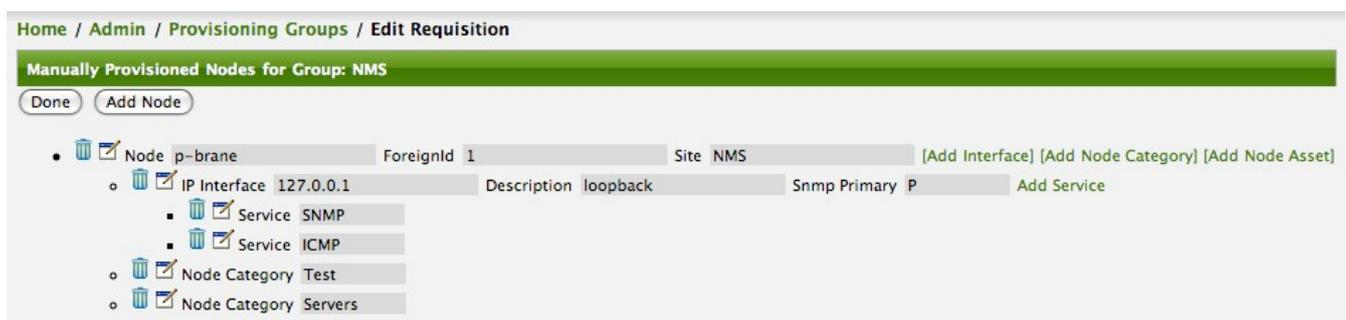 Home / Admin / Provisioning Groups / Edit Requisition
Manually Provisioned Nodes for Group: NMS
Done Add Node
Node p-brane ForeignId 1 Site NMS [Add Interface] [Add Node Category] [Add Node Asset]
IP Interface 127.0.0.1 Description loopback Snmp Primary P Add Service
Service SNMP
Service ICMP
Node Category Test
Node Category Servers